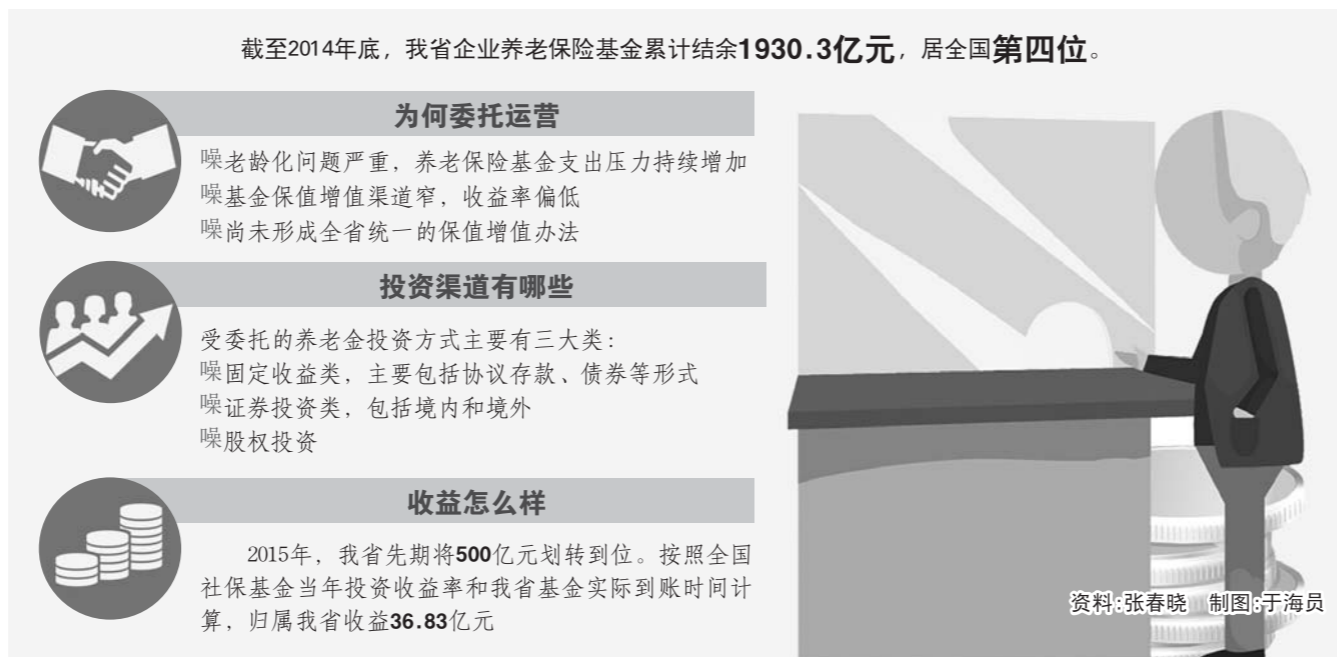 截至2014年底，我省企业养老保险基金累计结余1930.3亿元，居全国第四位。
为何委托运营
噪老龄化问题严重，养老保险基金支出压力持续增加
噪基金保值增值渠道窄，收益率偏低
噪尚未形成全省统一的保值增值办法
投资渠道有哪些
受委托的养老金投资方式主要有三大类：
噪固定收益类，主要包括协议存款、债券等形式
噪证券投资类，包括境内和境外
噪股权投资
收益怎么样
2015年，我省先期将500亿元划转到位。按照全国
社保基金当年投资收益率和我省基金实际到账时间计
算，归属我省收益36.83亿元
资料:张春晓　制图:于海员